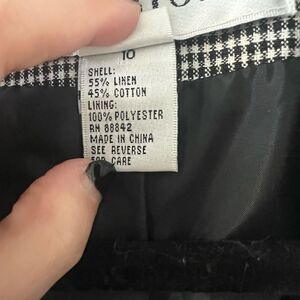 10
SHELL:
55% LINEN
45% COTTON
LINING:
100% POLYESTER
RN 88842
MADE IN CHINA
SEE REVERSE
FOR CARE